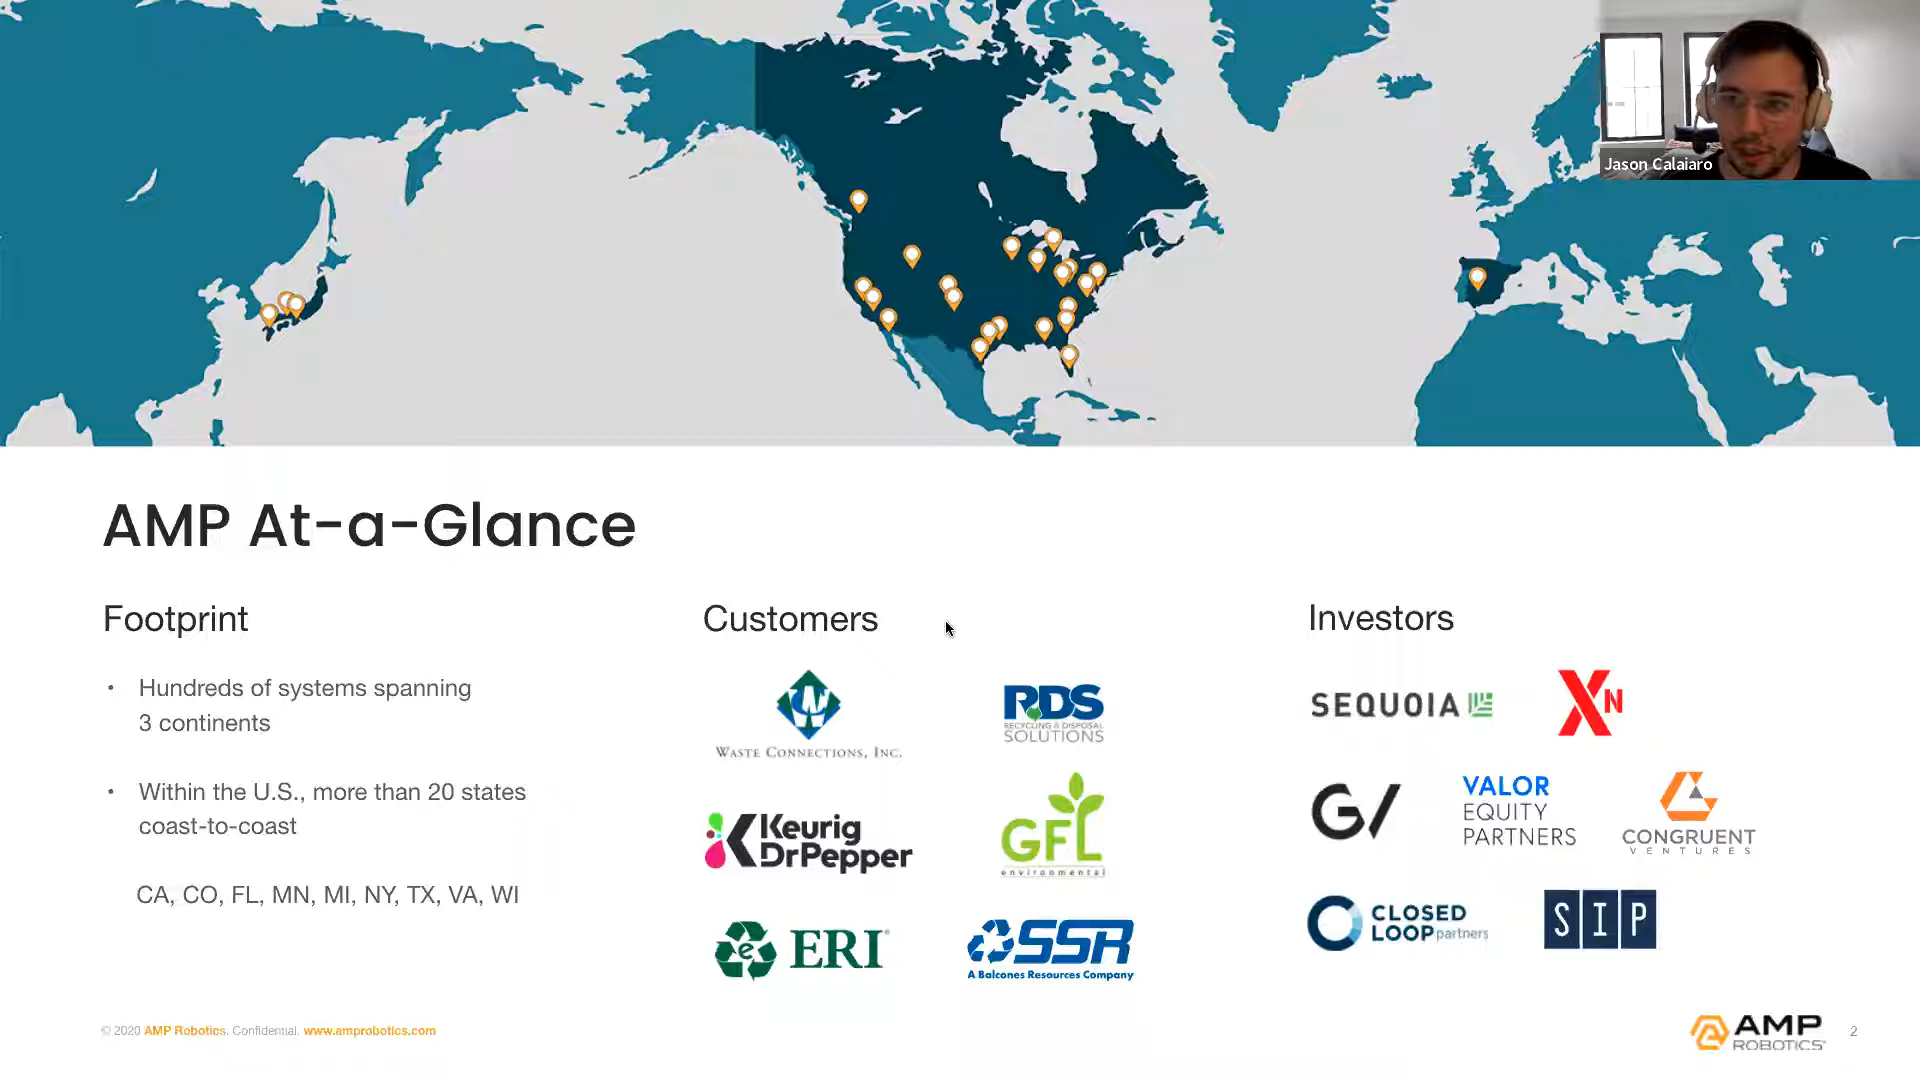 Jason Calaiaro
AMP At-a-Glance
Footprint
• Hundreds of systems spanning
3 continents
• Within the U.S., more than 20 states
coast-to-coast
CA, CO, FL, MN, MI, NY, TX, VA, WI
Customers
WASTE CONNECTIONS, INC.
RDS
RECYCLING & DISPOSAL
SOLUTIONS
Keurig
DrPepper
GFL
environmental
e ERI
SSR
A Balcones Resources Company
Investors
SEQUOIA
XN
G/
VALOR
EQUITY
PARTNERS
CONGRUENT
VENTURES
CLOSED
LOOP partners
SIP
© 2020 AMP Robotics. Confidential. www.amprobotics.com
AMP
ROBOTICS
2